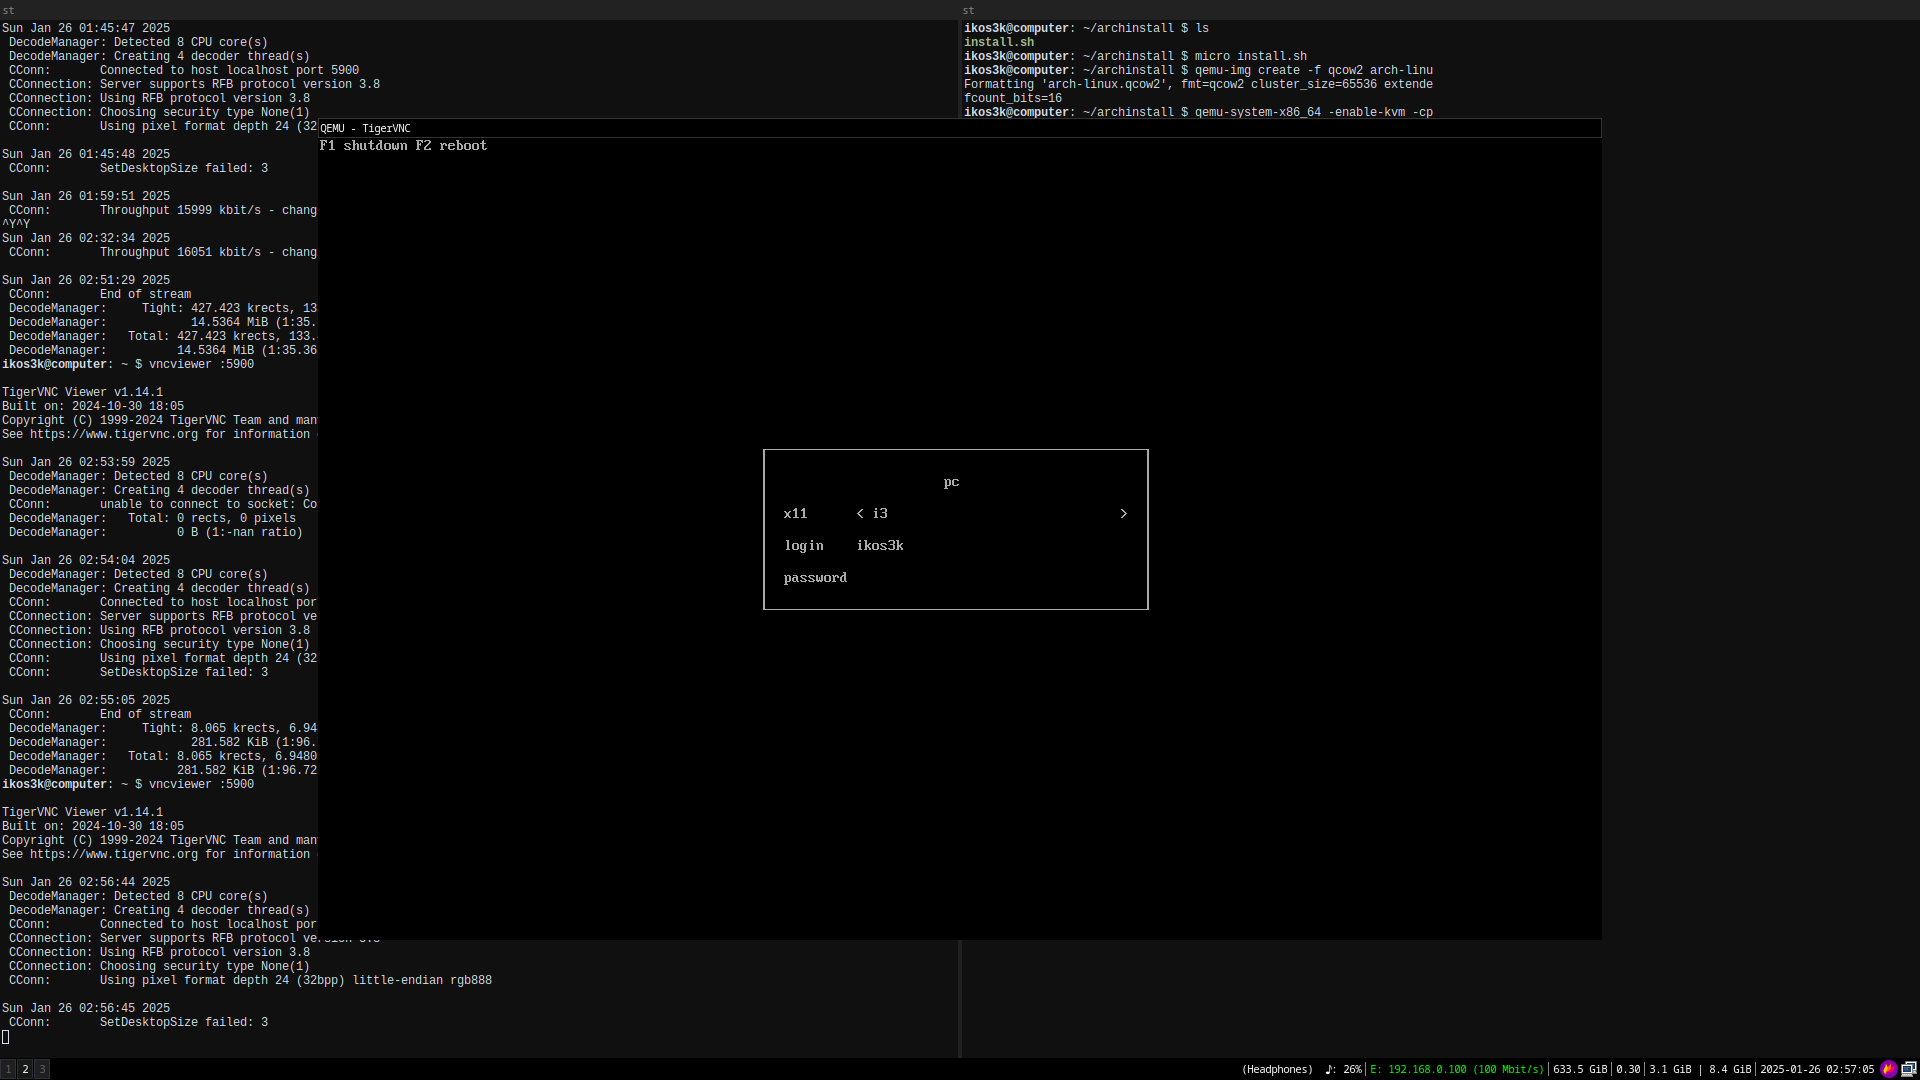 st
Sun Jan 26 01:45:47 2025
DecodeManager: Detected 8 CPU core(s)
DecodeManager: Creating 4 decoder thread(s)
CConn:       Connected to host localhost port 5900
CConnection: Server supports RFB protocol version 3.8
CConnection: Using RFB protocol version 3.8
CConnection: Choosing security type None(1)
CConn:       Using pixel format depth 24 (32
Sun Jan 26 01:45:48 2025
CConn:       SetDesktopSize failed: 3
Sun Jan 26 01:59:51 2025
CConn:       Throughput 15999 kbit/s - chang
^Y^Y
Sun Jan 26 02:32:34 2025
CConn:       Throughput 16051 kbit/s - chang
Sun Jan 26 02:51:29 2025
CConn:       End of stream
DecodeManager:     Tight: 427.423 krects, 13
DecodeManager:            14.5364 MiB (1:35.
DecodeManager:   Total: 427.423 krects, 133.
DecodeManager:          14.5364 MiB (1:35.36
ikos3k@computer: ~ $ vncviewer :5900
TigerVNC Viewer v1.14.1
Built on: 2024-10-30 18:05
Copyright (C) 1999-2024 TigerVNC Team and man
See https://www.tigervnc.org for information
Sun Jan 26 02:53:59 2025
DecodeManager: Detected 8 CPU core(s)
DecodeManager: Creating 4 decoder thread(s)
CConn:       unable to connect to socket: Co
DecodeManager:   Total: 0 rects, 0 pixels
DecodeManager:          0 B (1:-nan ratio)
Sun Jan 26 02:54:04 2025
DecodeManager: Detected 8 CPU core(s)
DecodeManager: Creating 4 decoder thread(s)
CConn:       Connected to host localhost por
CConnection: Server supports RFB protocol ve
CConnection: Using RFB protocol version 3.8
CConnection: Choosing security type None(1)
CConn:       Using pixel format depth 24 (32
CConn:       SetDesktopSize failed: 3
Sun Jan 26 02:55:05 2025
CConn:       End of stream
DecodeManager:     Tight: 8.065 krects, 6.94
DecodeManager:            281.582 KiB (1:96.
DecodeManager:   Total: 8.065 krects, 6.9480
DecodeManager:          281.582 KiB (1:96.72
ikos3k@computer: ~ $ vncviewer :5900
TigerVNC Viewer v1.14.1
Built on: 2024-10-30 18:05
Copyright (C) 1999-2024 TigerVNC Team and man
See https://www.tigervnc.org for information
Sun Jan 26 02:56:44 2025
DecodeManager: Detected 8 CPU core(s)
DecodeManager: Creating 4 decoder thread(s)
CConn:       Connected to host localhost por
CConnection: Server supports RFB protocol version 3.8
CConnection: Using RFB protocol version 3.8
CConnection: Choosing security type None(1)
CConn:       Using pixel format depth 24 (32bpp) little-endian rgb888
Sun Jan 26 02:56:45 2025
CConn:       SetDesktopSize failed: 3
st
ikos3k@computer: ~/archinstall $ ls
install.sh
ikos3k@computer: ~/archinstall $ micro install.sh
ikos3k@computer: ~/archinstall $ qemu-img create -f qcow2 arch-linu
Formatting 'arch-linux.qcow2', fmt=qcow2 cluster_size=65536 extende
fcount_bits=16
ikos3k@computer: ~/archinstall $ qemu-system-x86_64 -enable-kvm -cp
QEMU - TigerVNC
F1 shutdown F2 reboot
pc
x11 < i3 >
login ikos3k
password
1 2 3
(Headphones) ♪: 26%| E: 192.168.0.100 (100 Mbit/s)| 633.5 GiB| 0.30| 3.1 GiB | 8.4 GiB| 2025-01-26 02:57:05